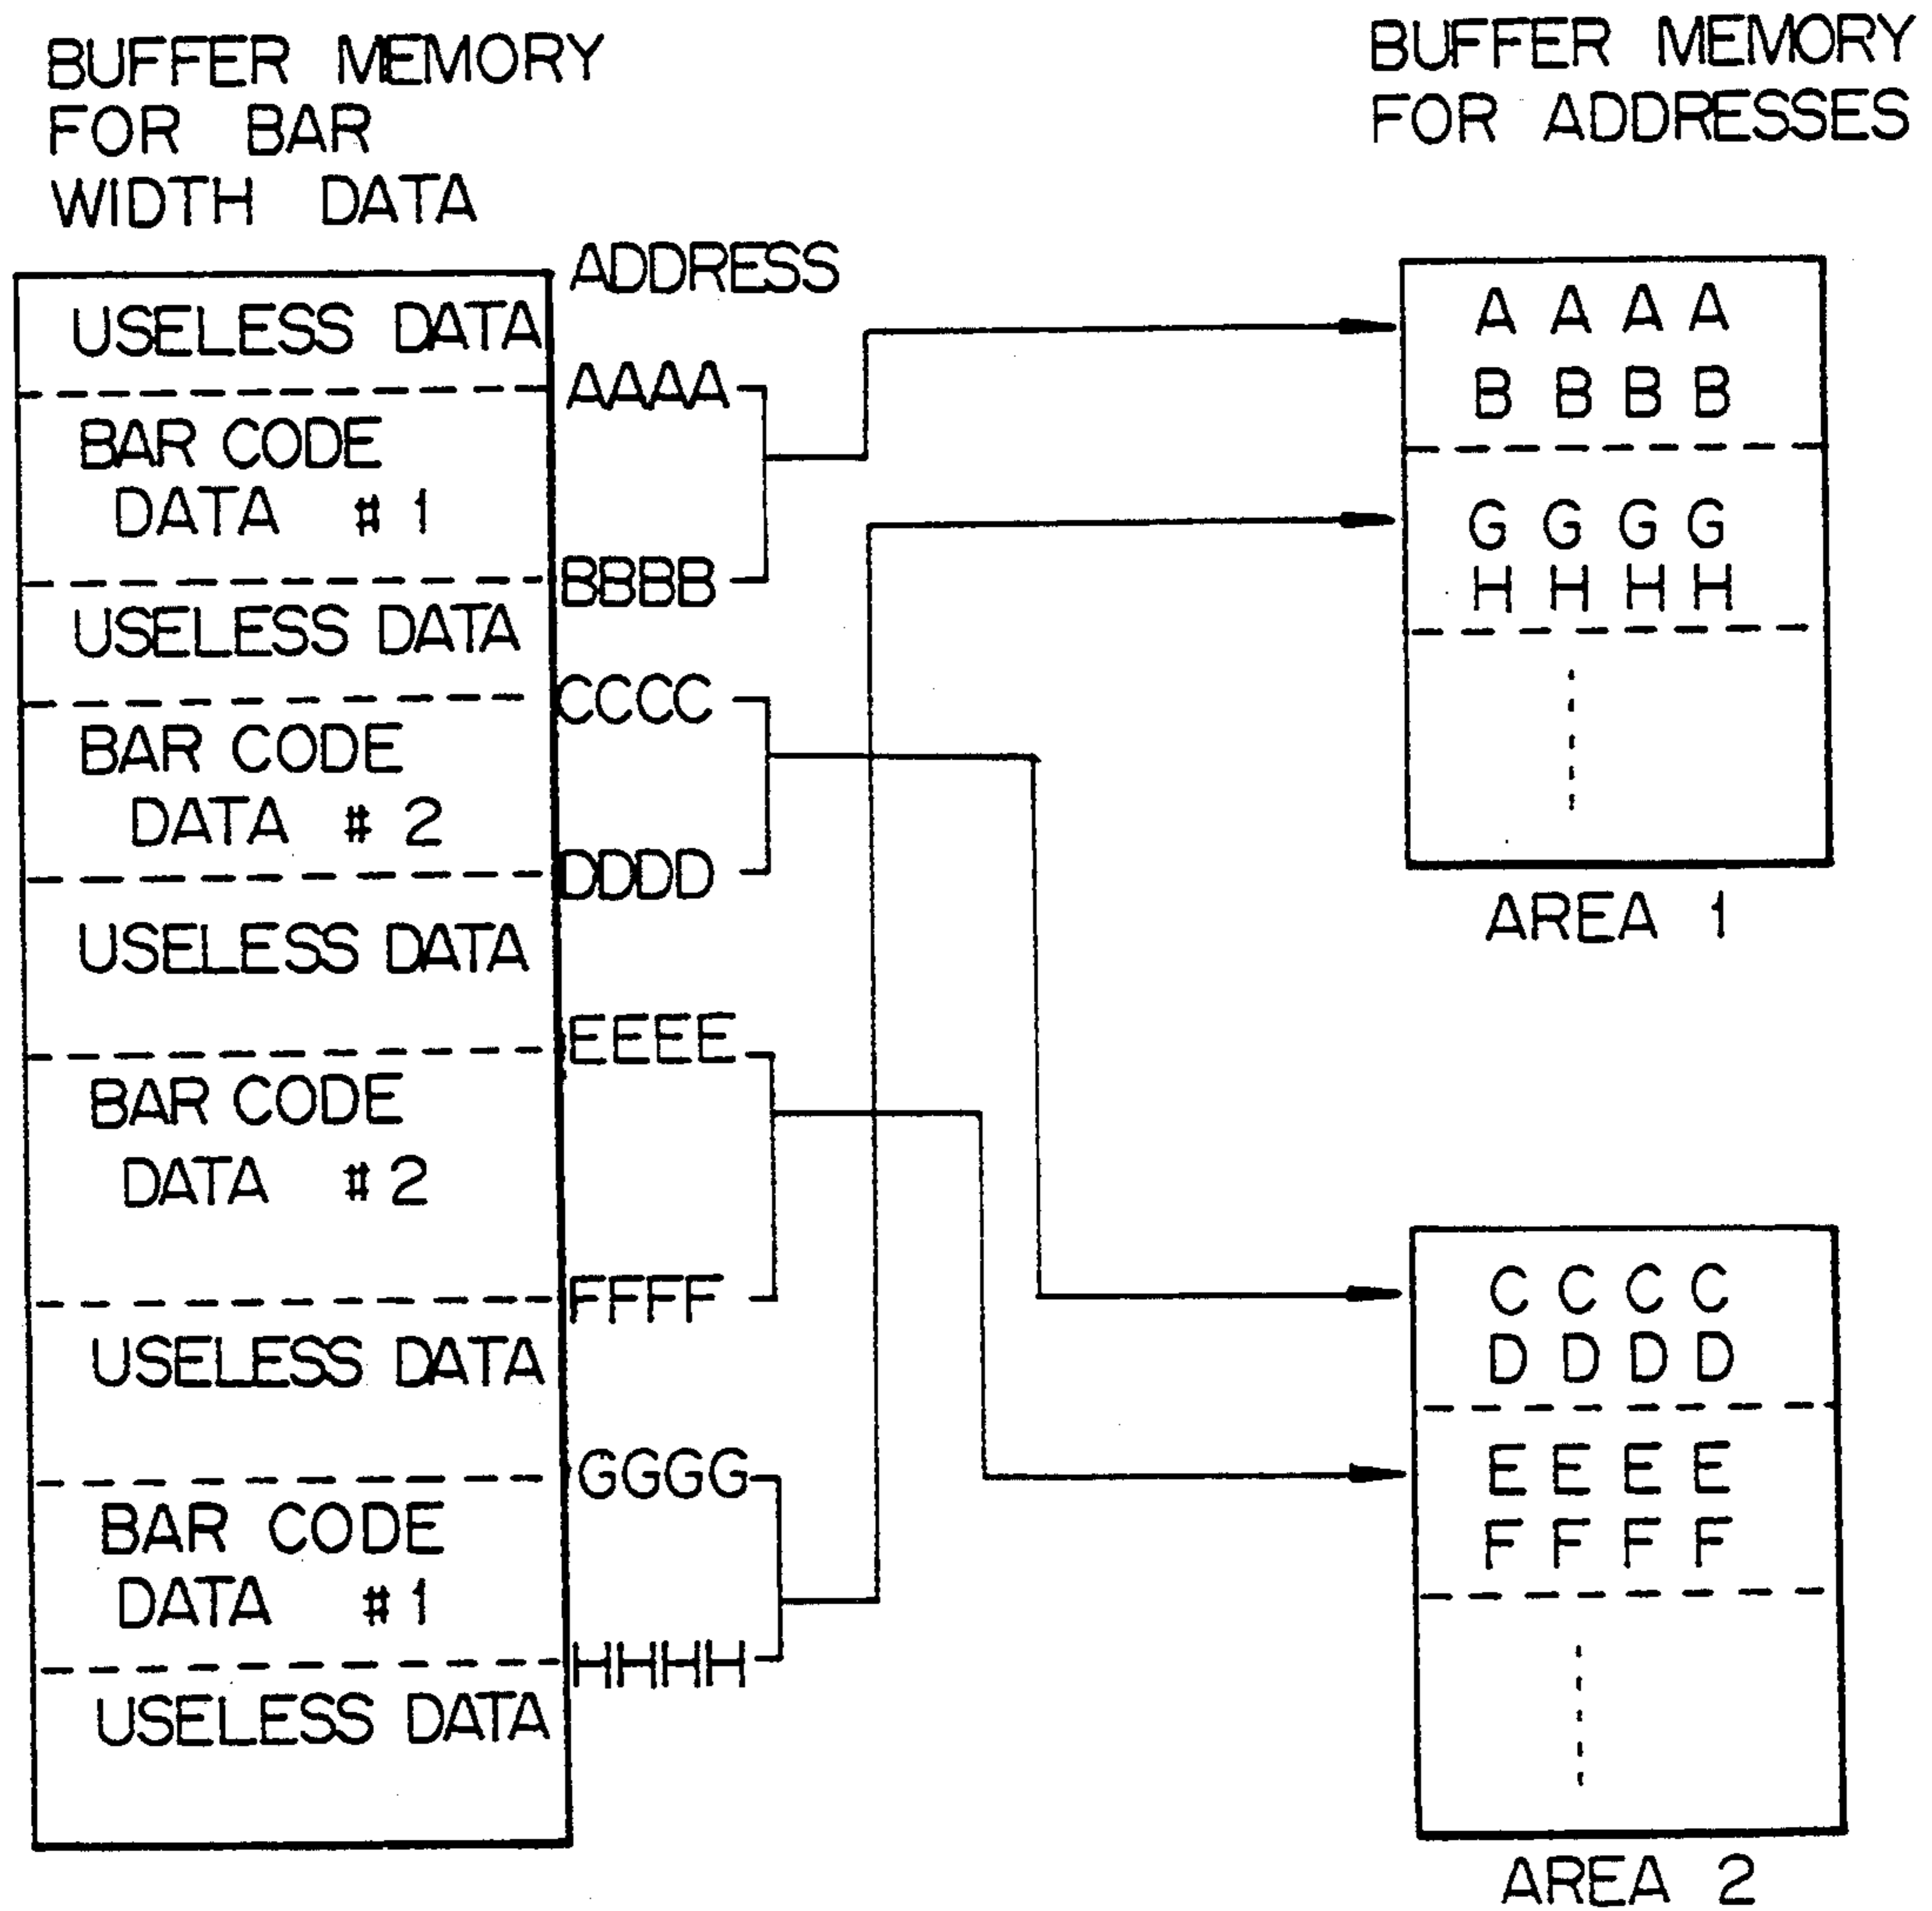 BUFFER MEMORY
FOR BAR
WIDTH DATA
ADDRESS
USELESS DATA
AAAA
BAR CODE
DATA # 1
BBBB
USELESS DATA
CCCC
BAR CODE
DATA # 2
DDDD
USELESS DATA
EEEE
BAR CODE
DATA # 2
FFFF
USELESS DATA
GGGG
BAR CODE
DATA # 1
HHHH
USELESS DATA
BUFFER MEMORY
FOR ADDRESSES
A A A A
B B B B
G G G G
H H H H
AREA 1
C C C C
D D D D
E E E E
F F F F
AREA 2